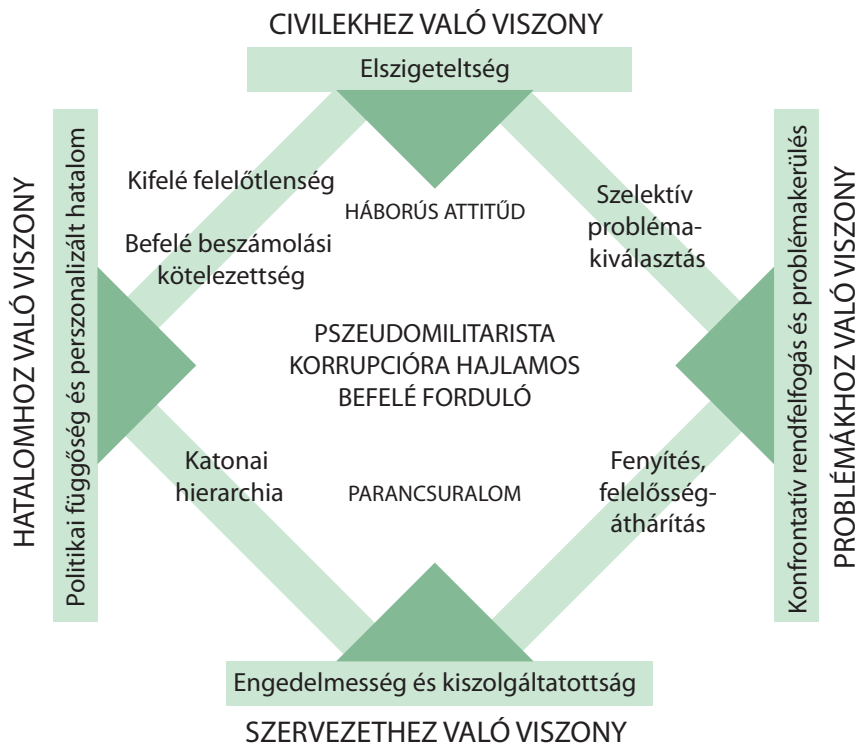 CIVILEKHEZ VALÓ VISZONY
Elszigeteltség
HATALOMHOZ VALÓ VISZONY
Politikai függőség és perszonalizált hatalom
Kifelé felelőtlenség
Befelé beszámolási
kötelezettség
HÁBORÚS ATTITŰD
Szelektív
probléma-
kiválasztás
PSZEUDOMILITARISTA
KORRUPCIÓRA HAJLAMOS
BEFELÉ FORDULÓ
Konfrontatív rendfelfogás és problémakerülés
PROBLÉMÁKHOZ VALÓ VISZONY
Katonai
hierarchia
PARANCSURALOM
Fenyítés,
felelősség-
áthárítás
Engedelmesség és kiszolgáltatottság
SZERVEZETHEZ VALÓ VISZONY